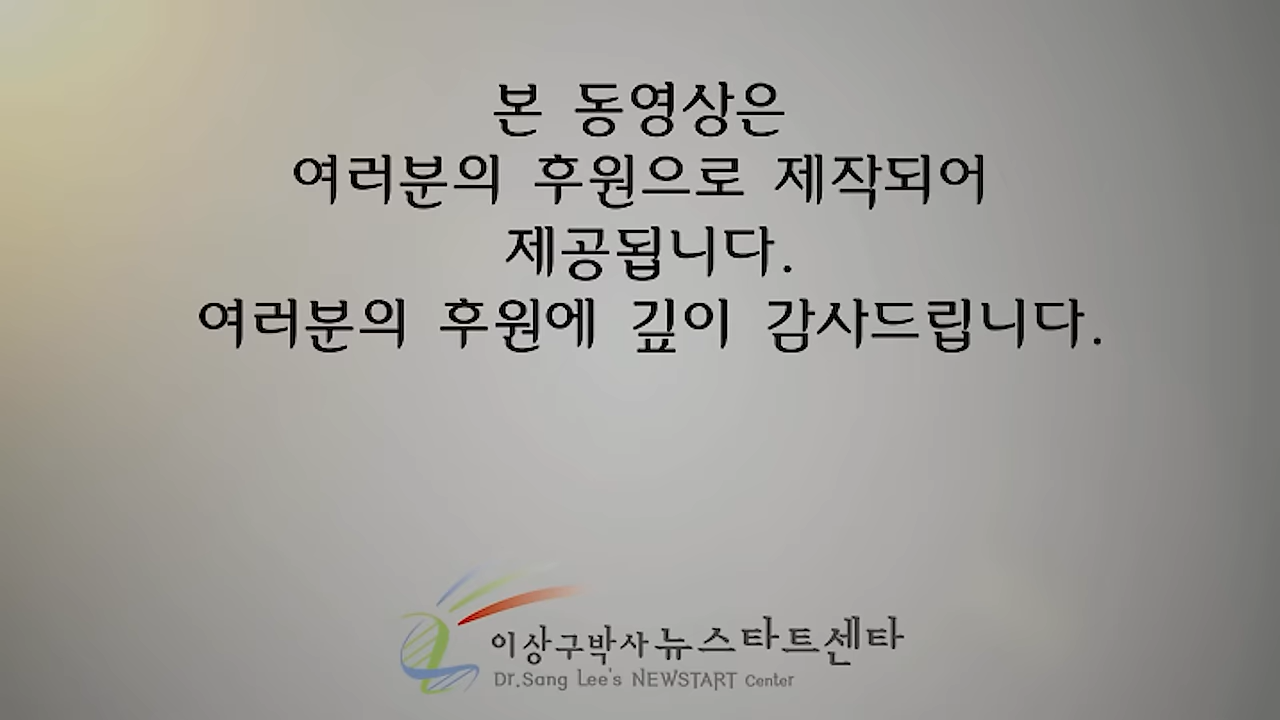 본 동영상은
여러분의 후원으로 제작되어
제공됩니다.
여러분의 후원에 깊이 감사드립니다.
이상구박사 뉴스타트센타
Dr.Sang Lee's NEWSTART Center